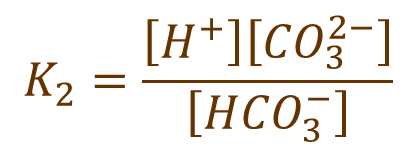 K₂ = [H⁺][CO₃²⁻] / [HCO₃⁻]